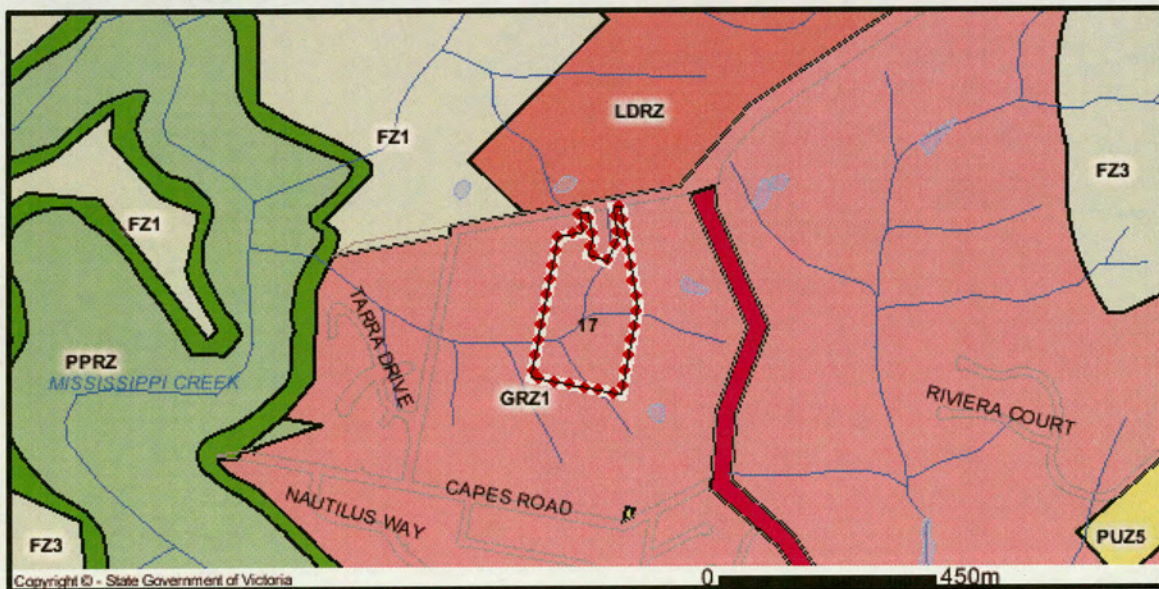 LDRZ
FZ1
FZ3
FZ1
TARRA DRIVE
17
PPRZ
MISSISSIPPI CREEK
GRZ1
RIVIERA COURT
CAPES ROAD
NAUTILUS WAY
FZ3
PUZ5
Copyright © - State Government of Victoria
0 450m